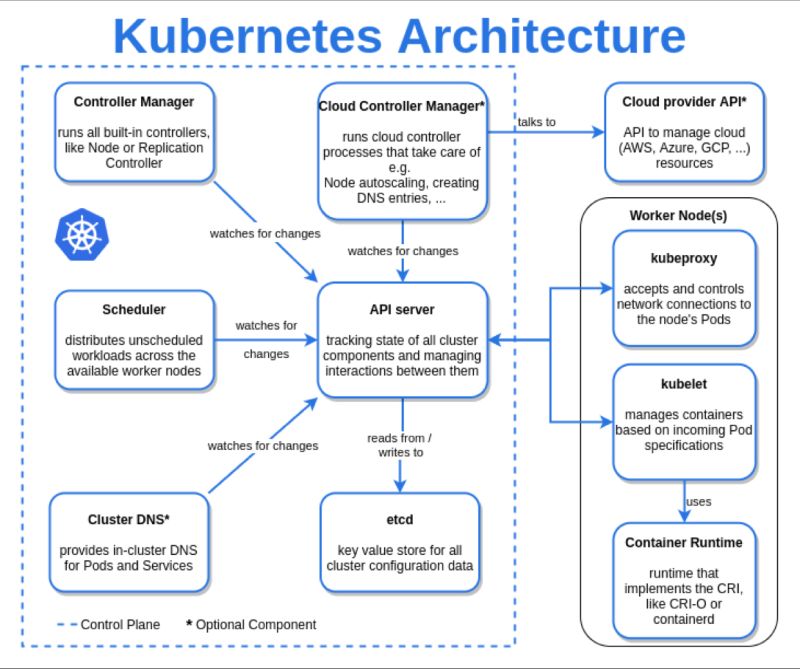 Kubernetes Architecture
Controller Manager
runs all built-in controllers,
like Node or Replication
Controller
Cloud Controller Manager*
runs cloud controller
processes that take care of
e.g.
Node autoscaling, creating
DNS entries, ...
talks to
Cloud provider API*
API to manage cloud
(AWS, Azure, GCP, ...)
resources
watches for changes
watches for changes
Worker Node(s)
kubeproxy
accepts and controls
network connections to
the node's Pods
Scheduler
distributes unscheduled
workloads across the
available worker nodes
watches for
changes
API server
tracking state of all cluster
components and managing
interactions between them
kubelet
manages containers
based on incoming Pod
specifications
watches for changes
reads from /
writes to
uses
Cluster DNS*
provides in-cluster DNS
for Pods and Services
etcd
key value store for all
cluster configuration data
Container Runtime
runtime that
implements the CRI,
like CRI-O or
containerd
Control Plane
* Optional Component